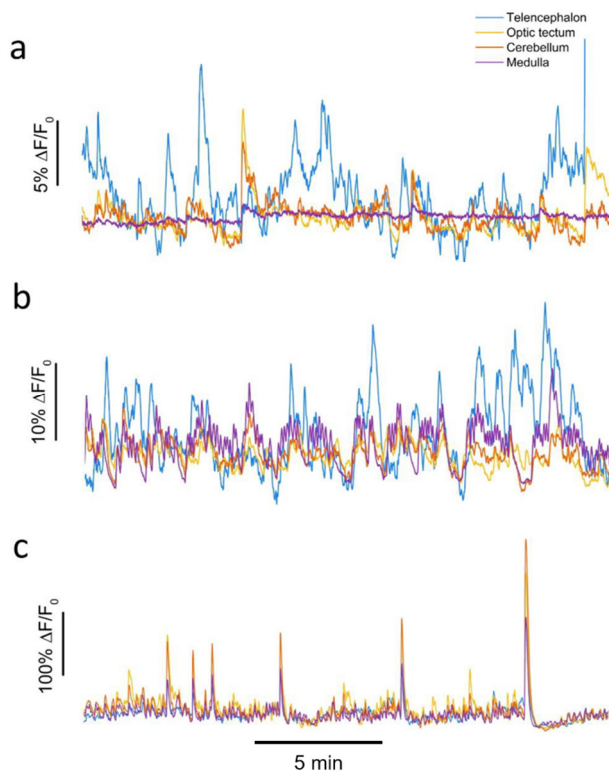 Telencephalon
Optic tectum
Cerebellum
Medulla
a
5% ΔF/F₀
b
10% ΔF/F₀
c
100% ΔF/F₀
5 min